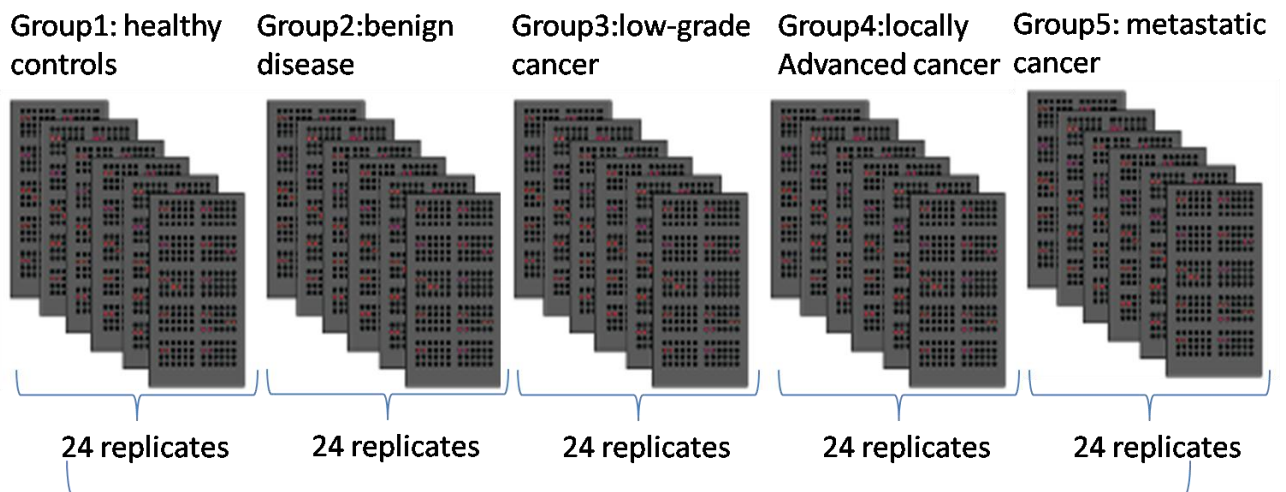 Group1: healthy
controls
Group2:benign
disease
Group3:low-grade
cancer
Group4:locally
Advanced cancer
Group5: metastatic
cancer
24 replicates
24 replicates
24 replicates
24 replicates
24 replicates